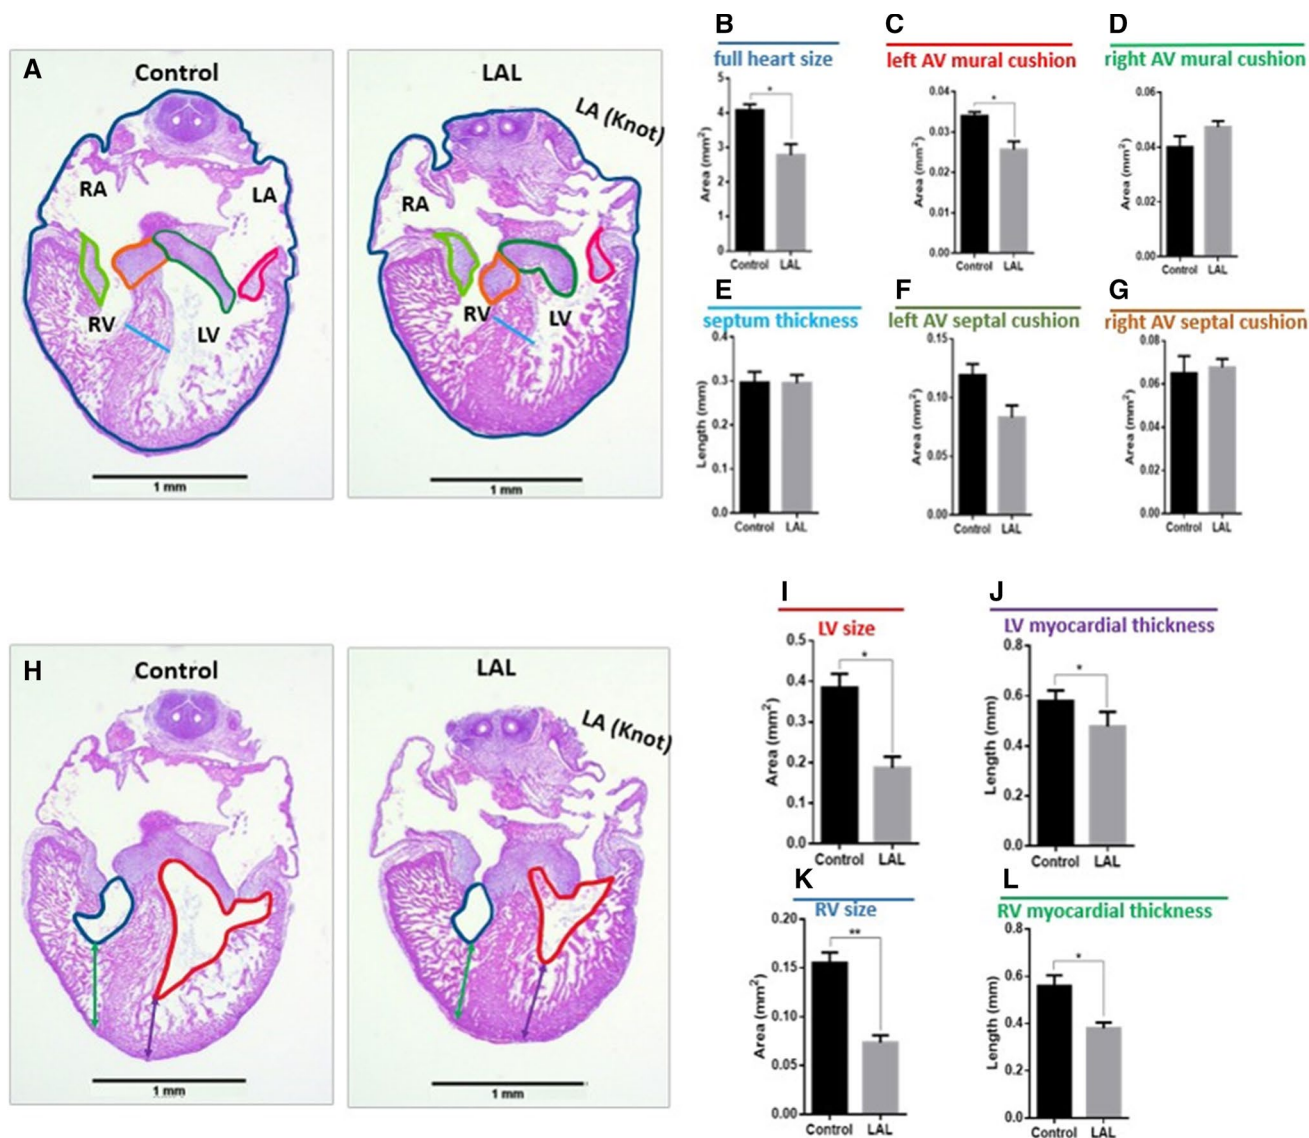 A
Control
RA
LA
RV
LV
1 mm
LAL
LA (Knot)
RA
RV
LV
1 mm
B
full heart size
Area (mm²)
5
4
3
2
1
0
*
Control LAL
C
left AV mural cushion
Area (mm²)
0.04
0.03
0.02
0.01
0.00
*
Control LAL
D
right AV mural cushion
Area (mm²)
0.06
0.04
0.02
0.00
Control LAL
E
septum thickness
Length (mm)
0.4
0.3
0.2
0.1
0.0
Control LAL
F
left AV septal cushion
Area (mm²)
0.15
0.10
0.05
0.00
Control LAL
G
right AV septal cushion
Area (mm²)
0.08
0.06
0.04
0.02
0.00
Control LAL
H
Control
1 mm
LAL
LA (Knot)
1 mm
I
LV size
Area (mm²)
0.5
0.4
0.3
0.2
0.1
0.0
*
Control LAL
J
LV myocardial thickness
Length (mm)
0.8
0.6
0.4
0.2
0.0
*
Control LAL
K
RV size
Area (mm²)
0.20
0.15
0.10
0.05
0.00
**
Control LAL
L
RV myocardial thickness
Length (mm)
0.8
0.6
0.4
0.2
0.0
*
Control LAL